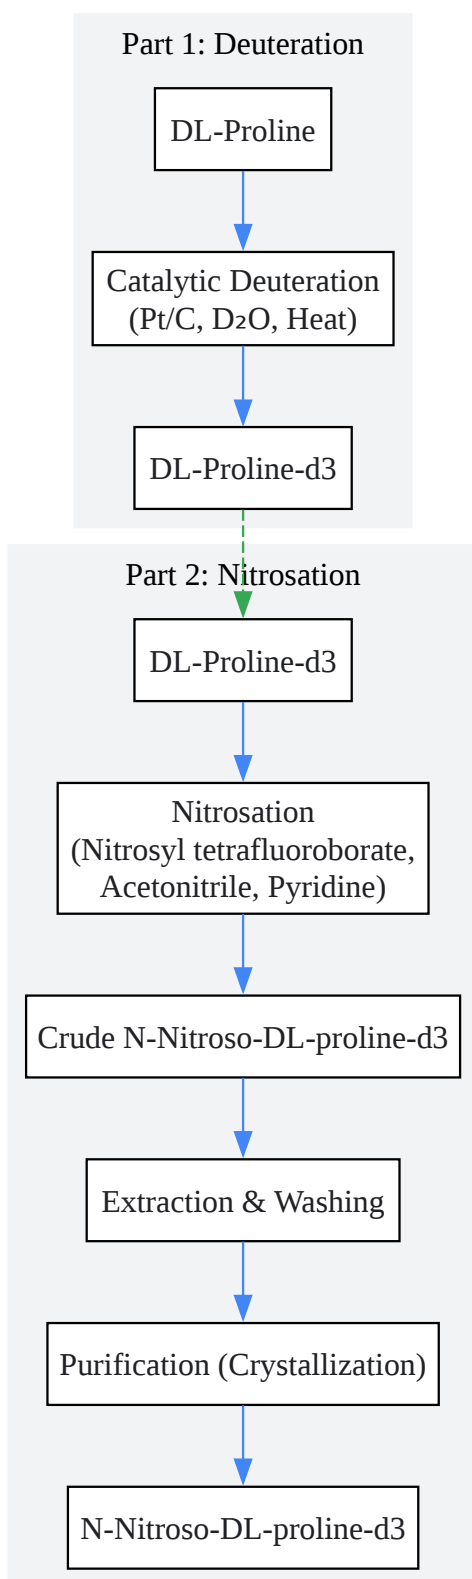 Part 1: Deuteration
DL-Proline
Catalytic Deuteration
(Pt/C, D₂O, Heat)
DL-Proline-d3
Part 2: Nitrosation
DL-Proline-d3
Nitrosation
(Nitrosyl tetrafluoroborate,
Acetonitrile, Pyridine)
Crude N-Nitroso-DL-proline-d3
Extraction & Washing
Purification (Crystallization)
N-Nitroso-DL-proline-d3